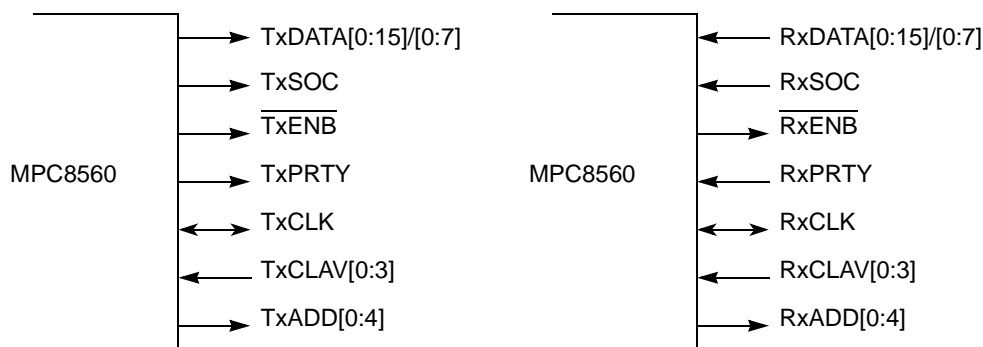 TxDATA[0:15]/[0:7]
TxSOC
TxENB
MPC8560
TxPRTY
TxCLK
TxCLAV[0:3]
TxADD[0:4]
RxDATA[0:15]/[0:7]
RxSOC
RxENB
MPC8560
RxPRTY
RxCLK
RxCLAV[0:3]
RxADD[0:4]